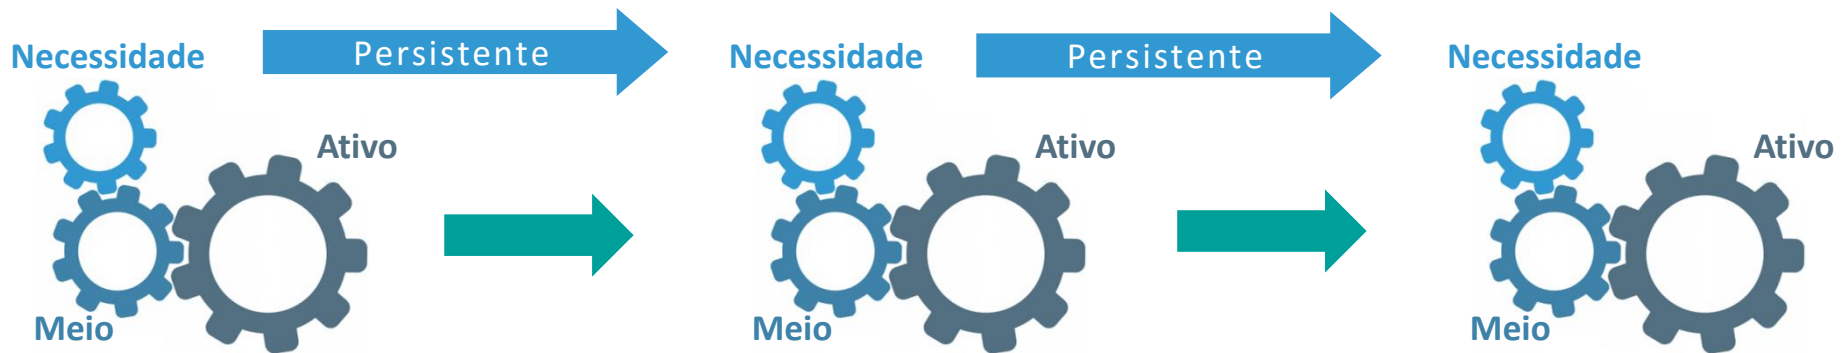 Necessidade
Persistente
Necessidade
Persistente
Necessidade
Ativo
Ativo
Ativo
Meio
Meio
Meio